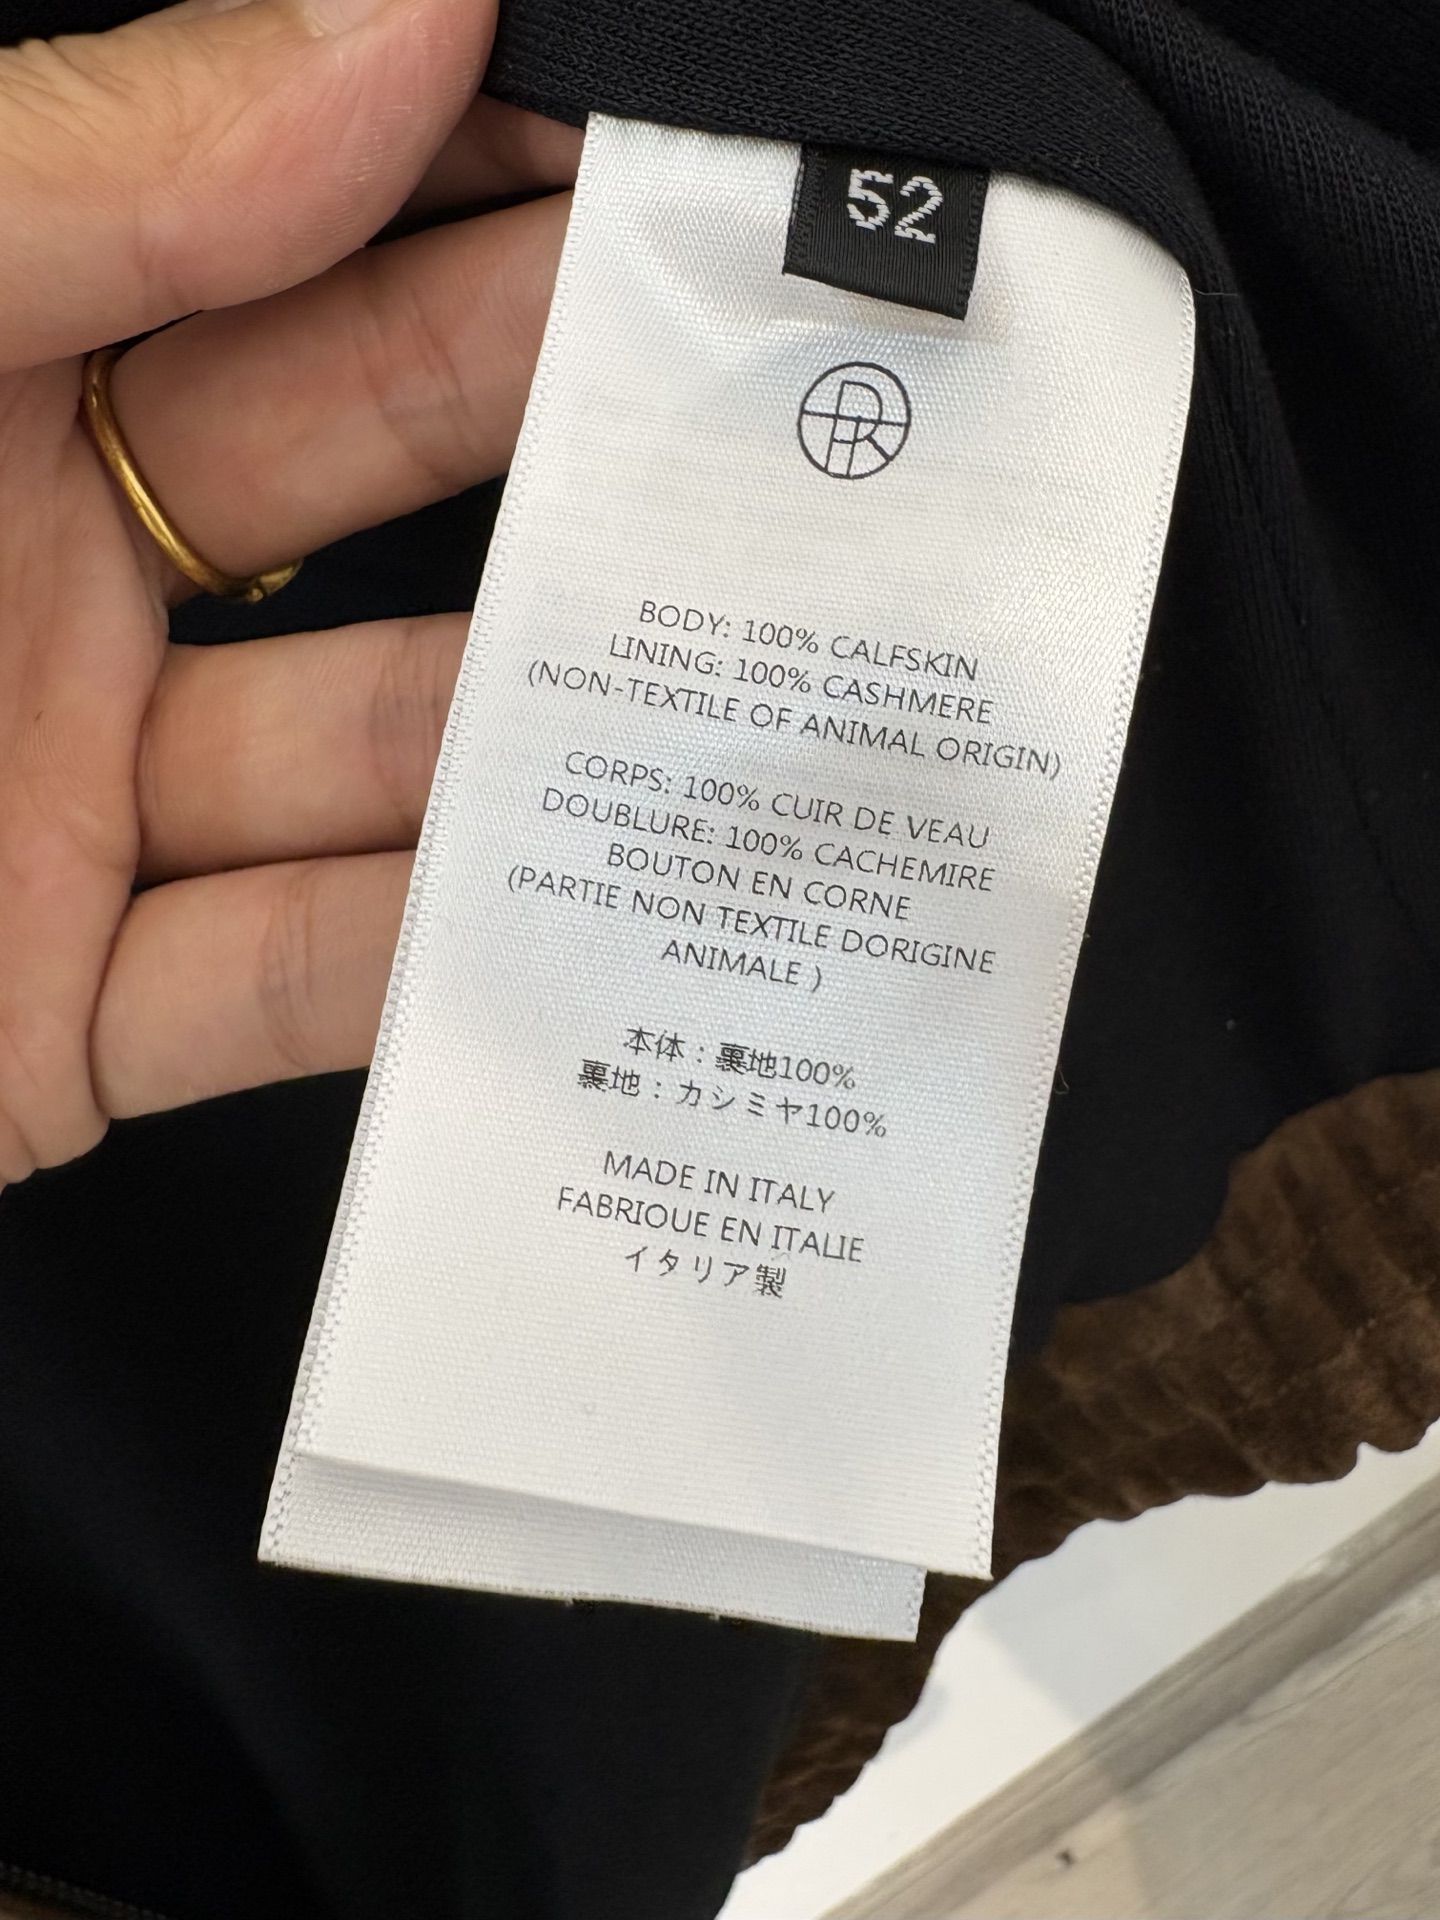 52
BODY: 100% CALFSKIN
LINING: 100% CASHMERE
(NON-TEXTILE OF ANIMAL ORIGIN)
CORPS: 100% CUIR DE VEAU
DOUBLURE: 100% CACHEMIRE
BOUTON EN CORNE
(PARTIE NON TEXTILE DORIGINE
ANIMALE )
本体：裏地100%
裏地：カシミヤ100%
MADE IN ITALY
FABRIOUE EN ITALIE
イタリア製